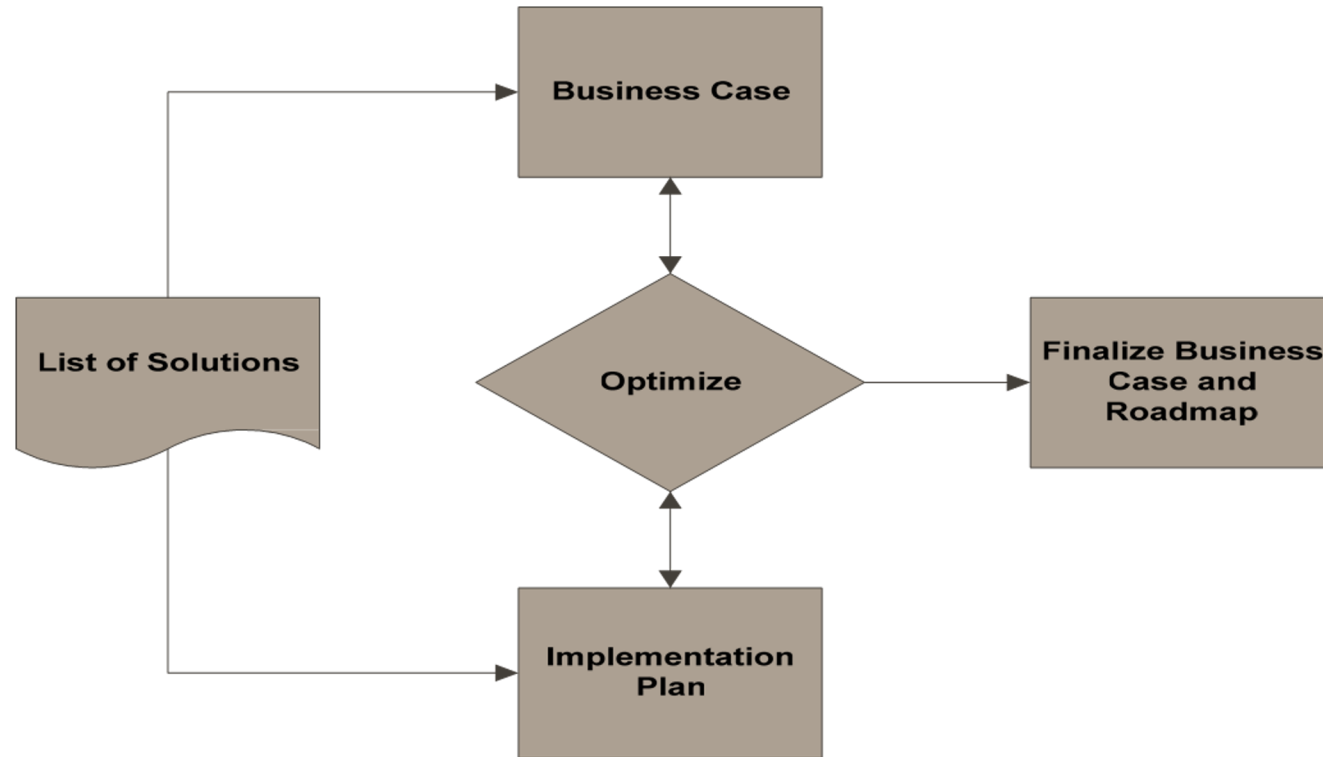 Business Case
List of Solutions
Optimize
Finalize Business
Case and
Roadmap
Implementation
Plan